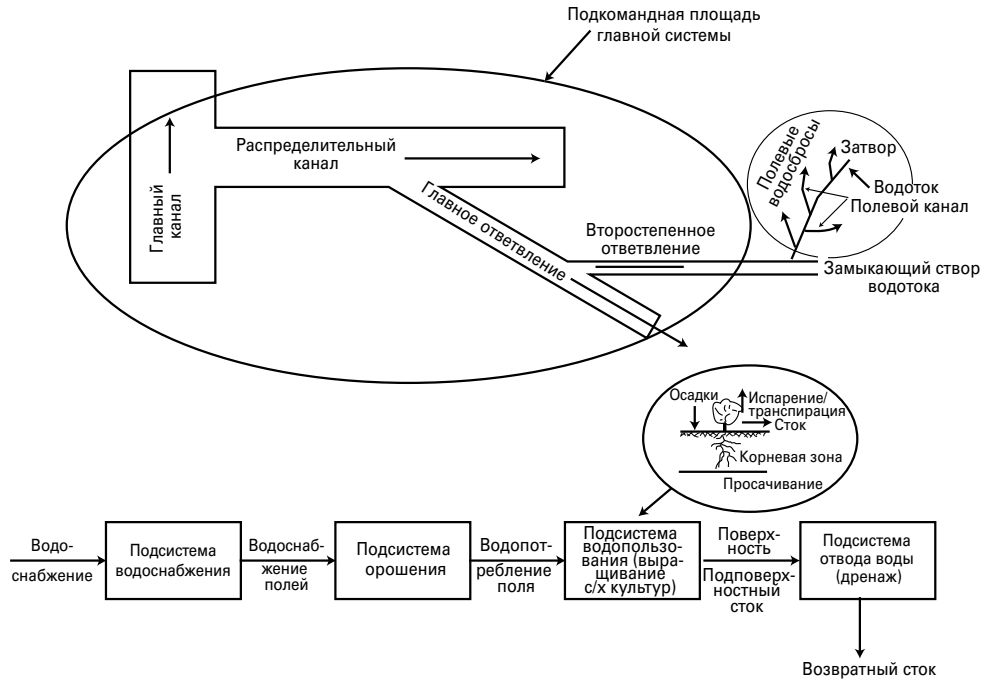 Подкомандная площадь
главной системы
Главный
канал
Распределительный
канал
Главное ответвление
Второстепенное
ответвление
Полевые
водосбросы
Затвор
Водоток
Полевой канал
Замыкающий створ
водотока
Осадки
Испарение/
транспирация
Сток
Корневая зона
Просачивание
Водо-
снабжение
Подсистема
водоснабжения
Водоснаб-
жение
полей
Подсистема
орошения
Водопот-
ребление
поля
Подсистема
водопользо-
вания (выра-
щивание
с/х культур)
Поверх-
ность
Подповерх-
ностный
сток
Подсистема
отвода воды
(дренаж)
Возвратный сток